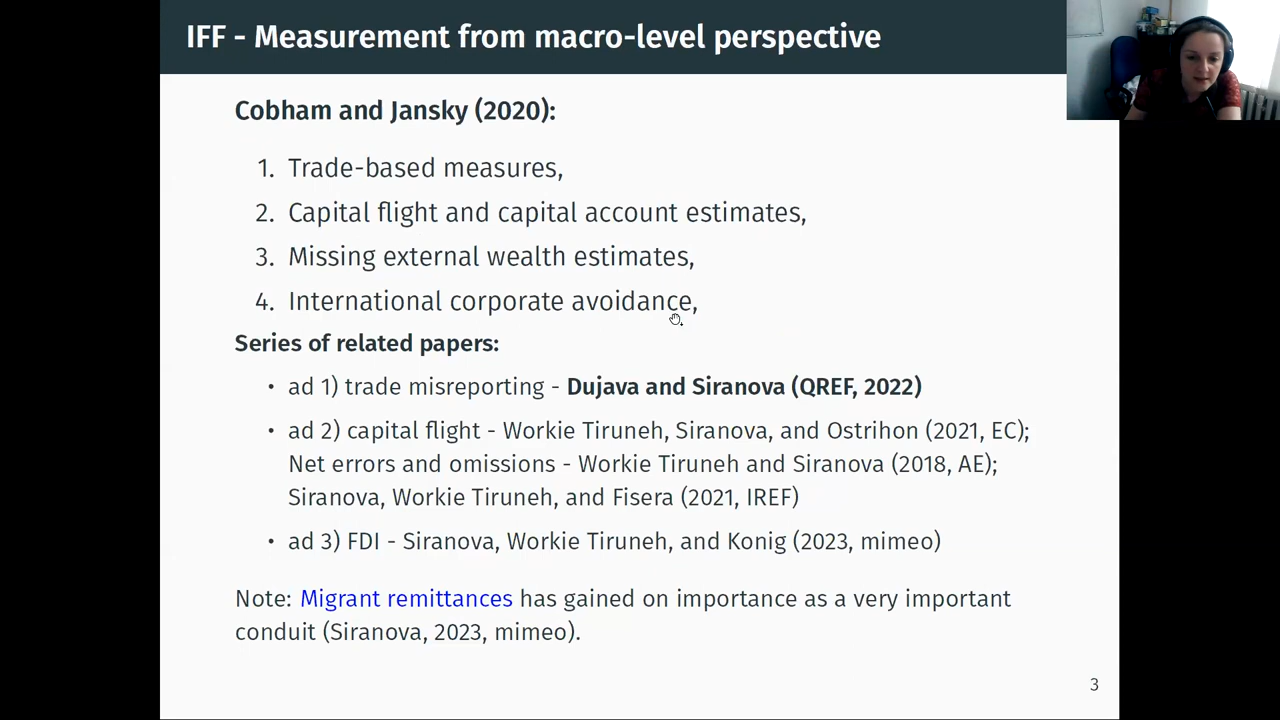 IFF - Measurement from macro-level perspective
Cobham and Jansky (2020):
1. Trade-based measures,
2. Capital flight and capital account estimates,
3. Missing external wealth estimates,
4. International corporate avoidance,
Series of related papers:
• ad 1) trade misreporting - Dujava and Siranova (QREF, 2022)
• ad 2) capital flight - Workie Tiruneh, Siranova, and Ostrihon (2021, EC);
Net errors and omissions - Workie Tiruneh and Siranova (2018, AE);
Siranova, Workie Tiruneh, and Fisera (2021, IREF)
• ad 3) FDI - Siranova, Workie Tiruneh, and Konig (2023, mimeo)
Note: Migrant remittances has gained on importance as a very important
conduit (Siranova, 2023, mimeo).
3